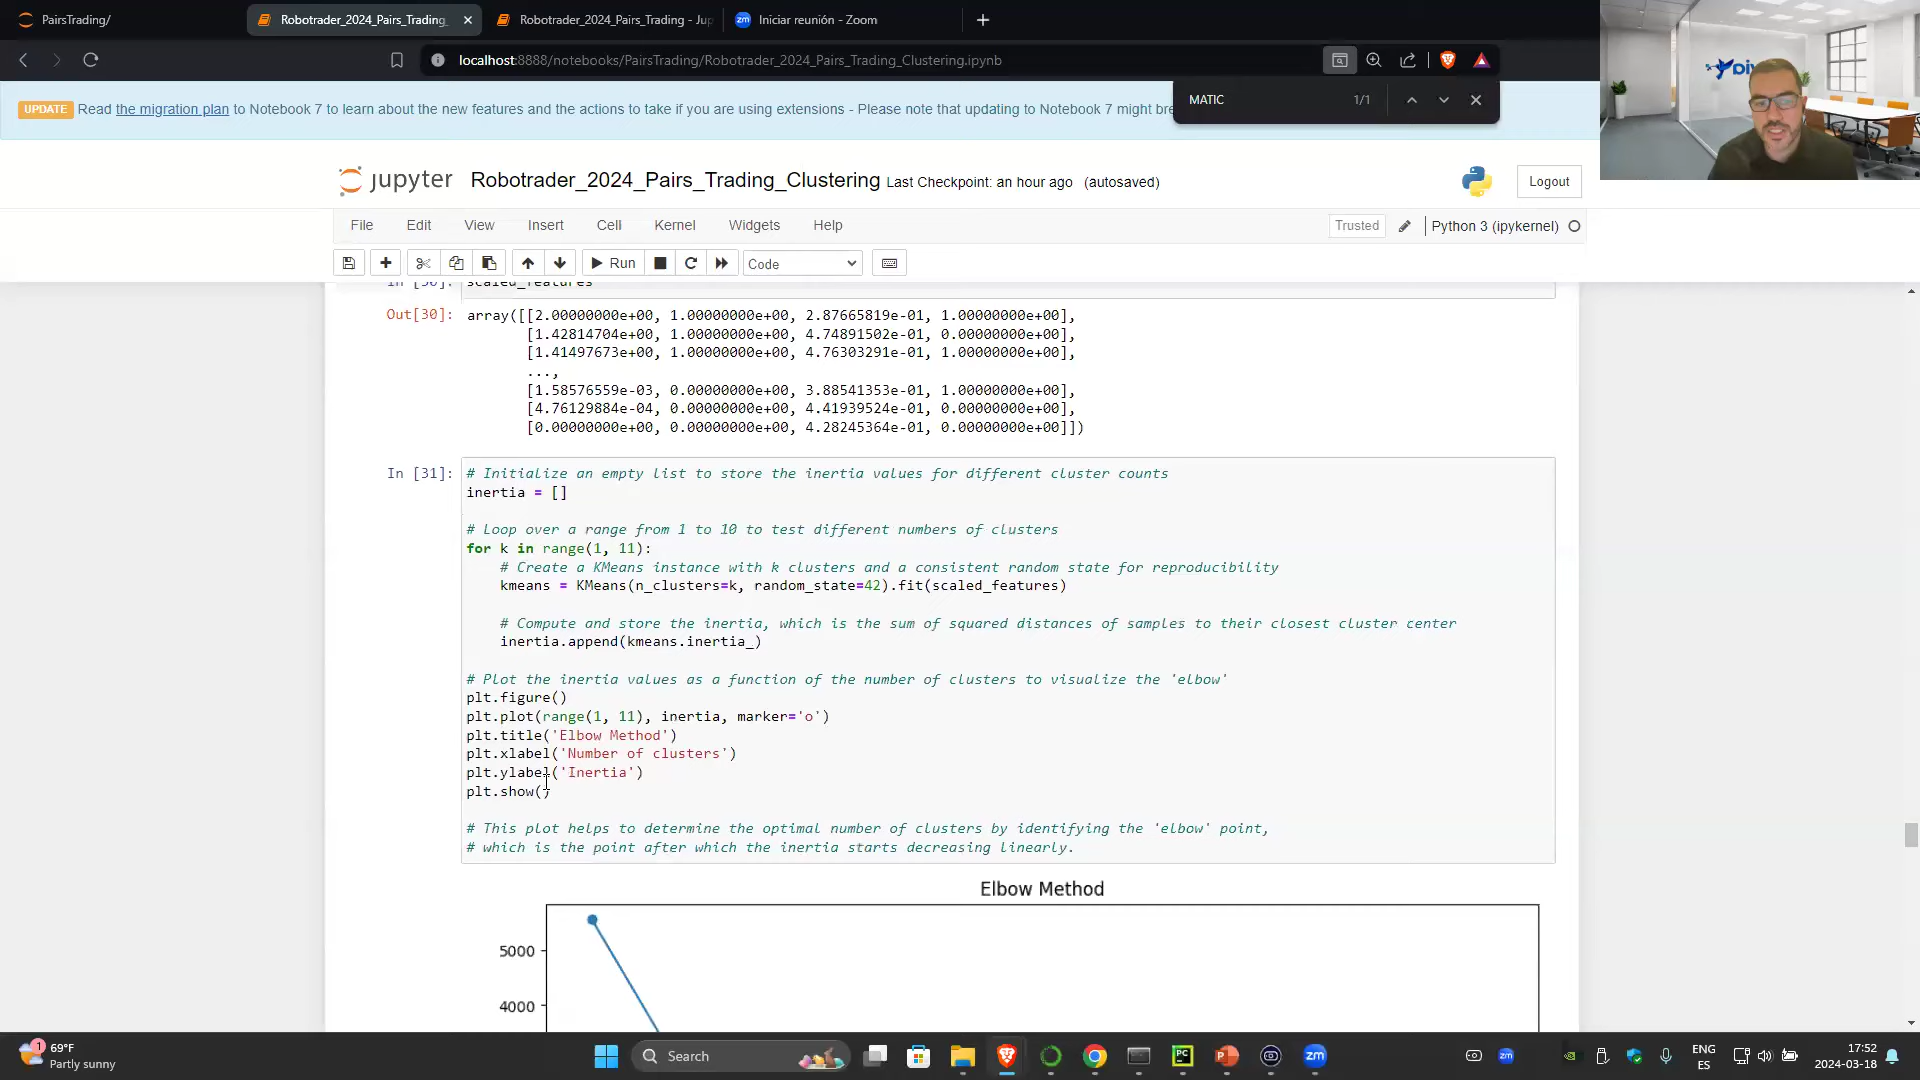 PairsTrading/
Robotrader_2024_Pairs_Trading_
Robotrader_2024_Pairs_Trading - Jup
Iniciar reunión - Zoom
localhost:8888/notebooks/PairsTrading/Robotrader_2024_Pairs_Trading_Clustering.ipynb
MATIC
1/1
UPDATE Read the migration plan to Notebook 7 to learn about the new features and the actions to take if you are using extensions - Please note that updating to Notebook 7 might bre
jupyter Robotrader_2024_Pairs_Trading_Clustering Last Checkpoint: an hour ago (autosaved)
Logout
File Edit View Insert Cell Kernel Widgets Help
Trusted
Python 3 (ipykernel)
Run
Code
In [30]: scaled_features
Out[30]: array([[2.00000000e+00, 1.00000000e+00, 2.87665819e-01, 1.00000000e+00],
[1.42814704e+00, 1.00000000e+00, 4.74891502e-01, 0.00000000e+00],
[1.41497673e+00, 1.00000000e+00, 4.76303291e-01, 1.00000000e+00],
...,
[1.58576559e-03, 0.00000000e+00, 3.88541353e-01, 1.00000000e+00],
[4.76129884e-04, 0.00000000e+00, 4.41939524e-01, 0.00000000e+00],
[0.00000000e+00, 0.00000000e+00, 4.28245364e-01, 0.00000000e+00]])
In [31]: # Initialize an empty list to store the inertia values for different cluster counts
inertia = []
# Loop over a range from 1 to 10 to test different numbers of clusters
for k in range(1, 11):
# Create a KMeans instance with k clusters and a consistent random state for reproducibility
kmeans = KMeans(n_clusters=k, random_state=42).fit(scaled_features)
# Compute and store the inertia, which is the sum of squared distances of samples to their closest cluster center
inertia.append(kmeans.inertia_)
# Plot the inertia values as a function of the number of clusters to visualize the 'elbow'
plt.figure()
plt.plot(range(1, 11), inertia, marker='o')
plt.title('Elbow Method')
plt.xlabel('Number of clusters')
plt.ylabel('Inertia')
plt.show()
# This plot helps to determine the optimal number of clusters by identifying the 'elbow' point,
# which is the point after which the inertia starts decreasing linearly.
Elbow Method
5000
4000
1
69°F
Partly sunny
Search
PC
zm
ENG
ES
17:52
2024-03-18